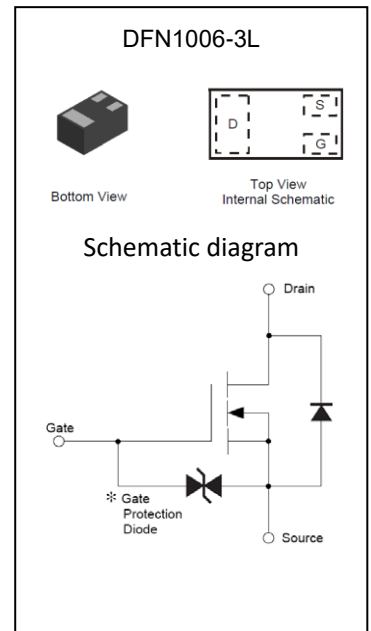 DFN1006-3L
D
S
G
Bottom View
Top View
Internal Schematic
Schematic diagram
Drain
Gate
* Gate
Protection
Diode
Source